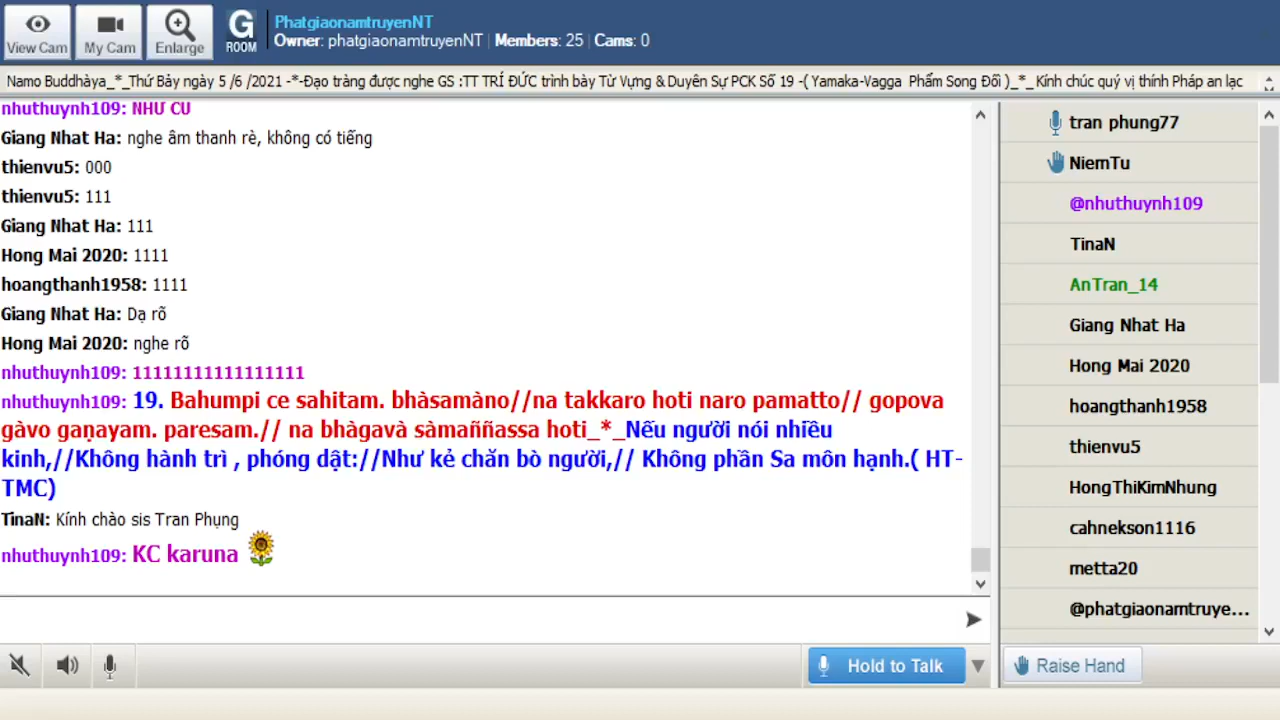 View Cam
My Cam
Enlarge
G
ROOM
PhatgiaonamtruyenNT
Owner: phatgiaonamtruyenNT | Members: 25 | Cams: 0
Namo Buddhàya_*_Thứ Bảy ngày 5 /6 /2021 -*-Đạo tràng được nghe GS :TT TRÍ ĐỨC trình bày Từ Vựng & Duyên Sự PCK Số 19 -( Yamaka-Vagga Phẩm Song Đối )_*_ Kính chúc quý vị thính Pháp an lạc
nhuthuynh109: NHƯ CU
Giang Nhat Ha: nghe âm thanh rè, không có tiếng
thienvu5: 000
thienvu5: 111
Giang Nhat Ha: 111
Hong Mai 2020: 1111
hoangthanh1958: 1111
Giang Nhat Ha: Dạ rõ
Hong Mai 2020: nghe rõ
nhuthuynh109: 11111111111111111
nhuthuynh109: 19. Bahumpi ce sahitam. bhàsamàno//na takkaro hoti naro pamatto// gopova
gàvo gaṇayam. paresam.// na bhàgavà sàmaññassa hoti_*_Nếu người nói nhiều
kinh,//Không hành trì , phóng dật://Như kẻ chăn bò người,// Không phần Sa môn hạnh.( HT-
TMC)
TinaN: Kính chào sis Tran Phụng
nhuthuynh109: KC karuna
tran phung77
NiemTu
@nhuthuynh109
TinaN
AnTran_14
Giang Nhat Ha
Hong Mai 2020
hoangthanh1958
thienvu5
HongThiKimNhung
cahnekson1116
metta20
@phatgiaonamtruye...
Hold to Talk
Raise Hand